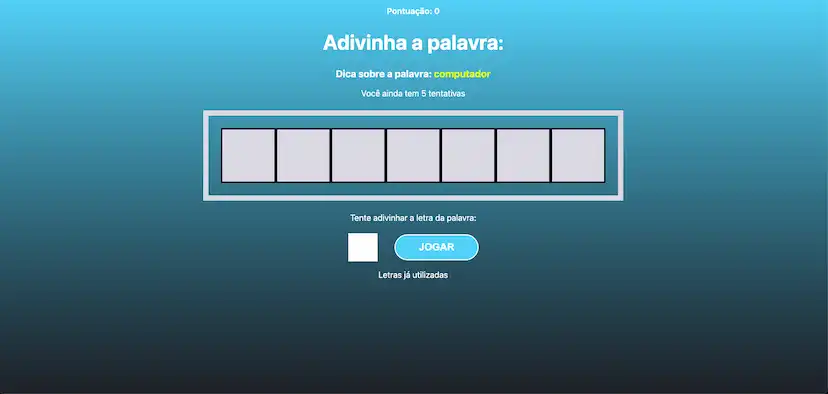 Pontuação: 0
Adivinha a palavra:
Dica sobre a palavra: computador
Você ainda tem 5 tentativas
Tente adivinhar a letra da palavra:
JOGAR
Letras já utilizadas